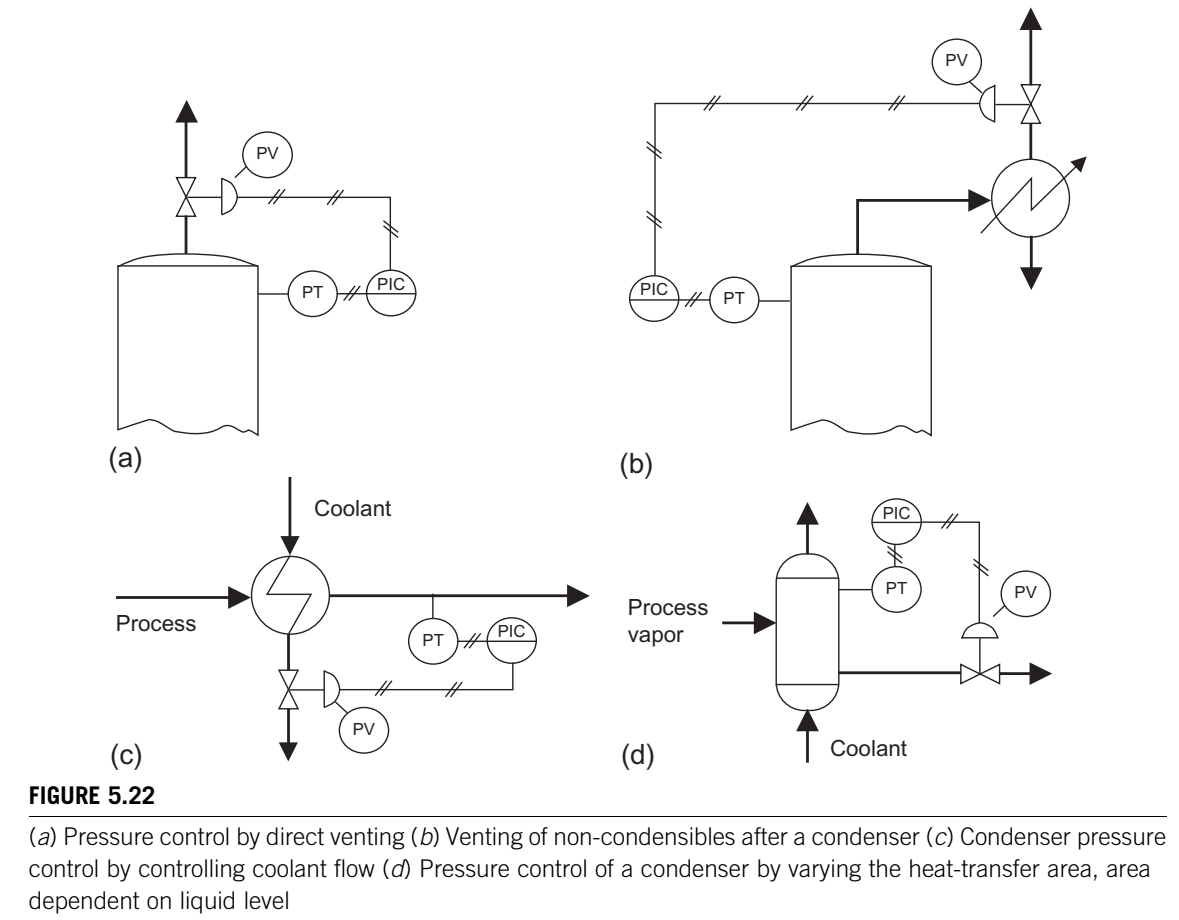 PV
PT
PIC
(a)
PV
PIC
PT
(b)
Coolant
Process
PT
PIC
PV
(c)
PIC
PT
PV
Process
vapor
Coolant
(d)
FIGURE 5.22
(a) Pressure control by direct venting (b) Venting of non-condensibles after a condenser (c) Condenser pressure
control by controlling coolant flow (d) Pressure control of a condenser by varying the heat-transfer area, area
dependent on liquid level